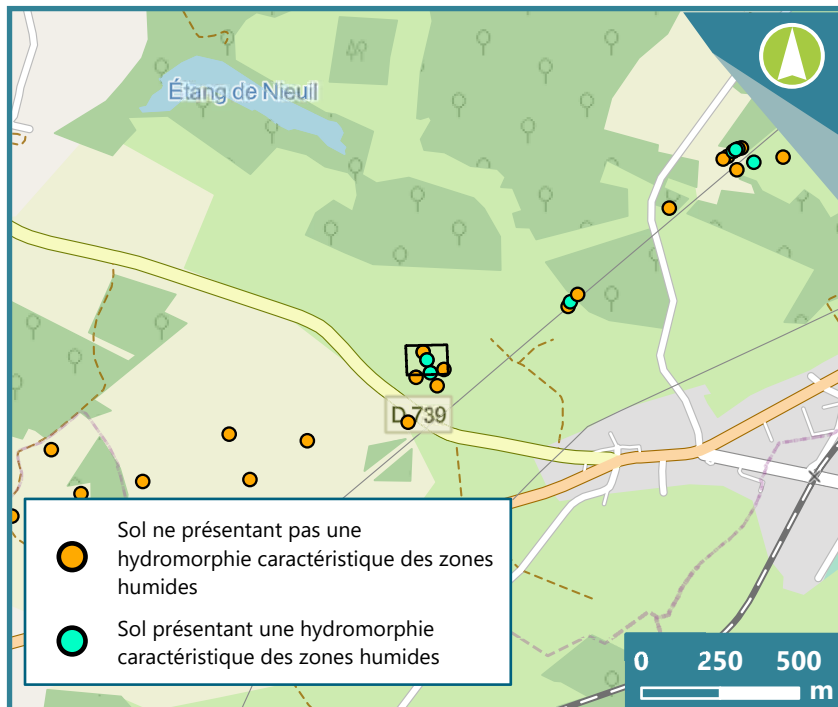 Étang de Nieuil
D 739
Sol ne présentant pas une
hydromorphie caractéristique des zones
humides
Sol présentant une hydromorphie
caractéristique des zones humides
0 250 500
m